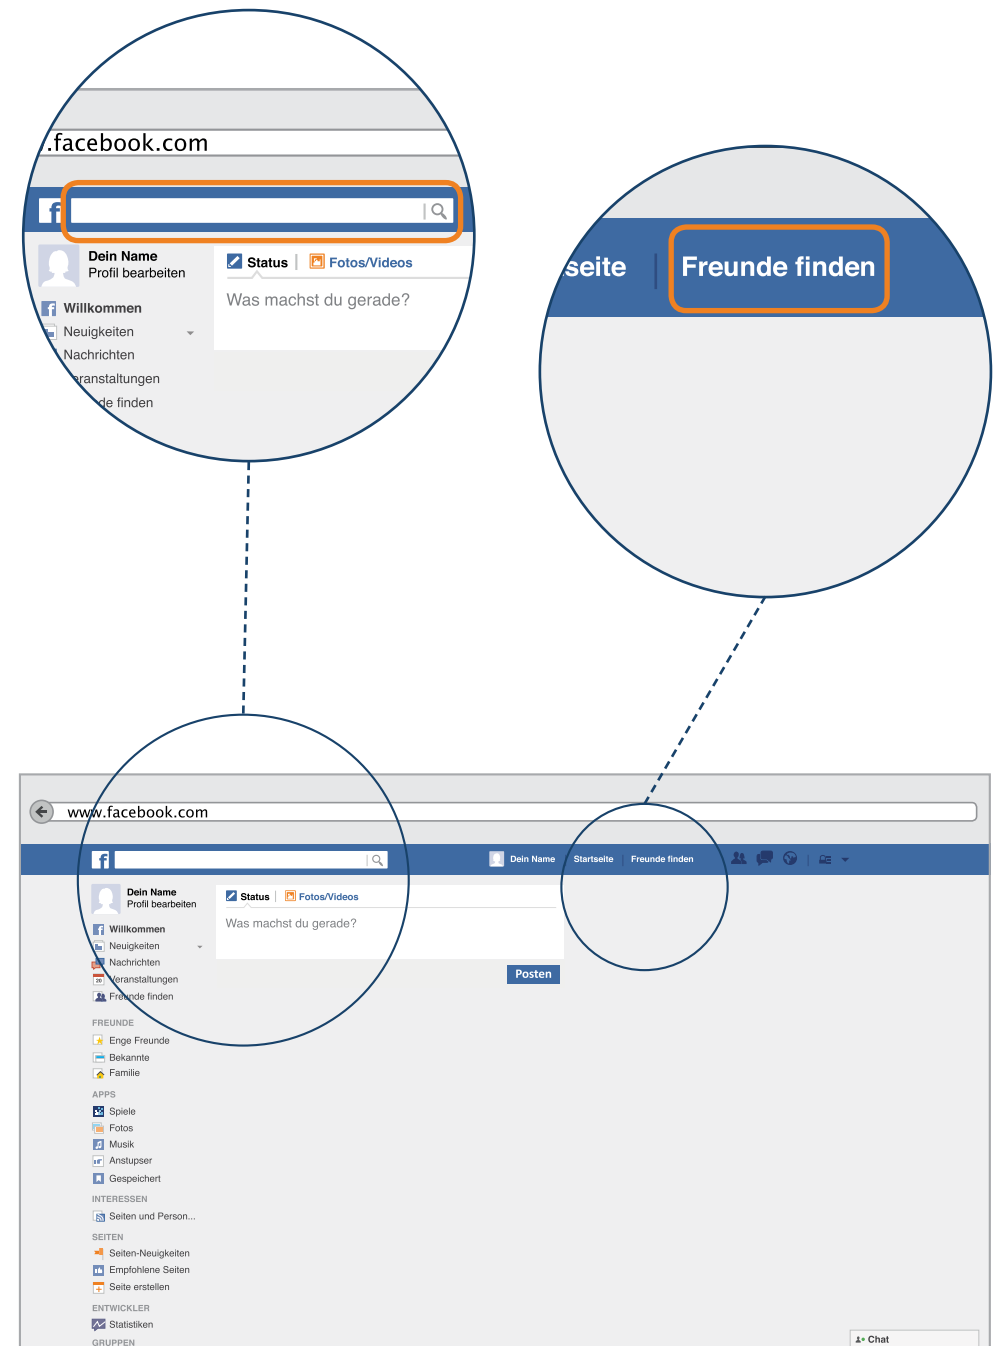 .facebook.com
f
Dein Name
Profil bearbeiten
Status
Fotos/Videos
Was machst du gerade?
Willkommen
Neuigkeiten
Nachrichten
eranstaltungen
de finden
seite
Freunde finden
www.facebook.com
f
Dein Name
Startseite
Freunde finden
Dein Name
Profil bearbeiten
Status
Fotos/Videos
Was machst du gerade?
Posten
Willkommen
Neuigkeiten
Nachrichten
Veranstaltungen
Freunde finden
FREUNDE
Enge Freunde
Bekannte
Familie
APPS
Spiele
Fotos
Musik
Anstupser
Gespeichert
INTERESSEN
Seiten und Person...
SEITEN
Seiten-Neuigkeiten
Empfohlene Seiten
Seite erstellen
ENTWICKLER
Statistiken
GRUPPEN
Chat